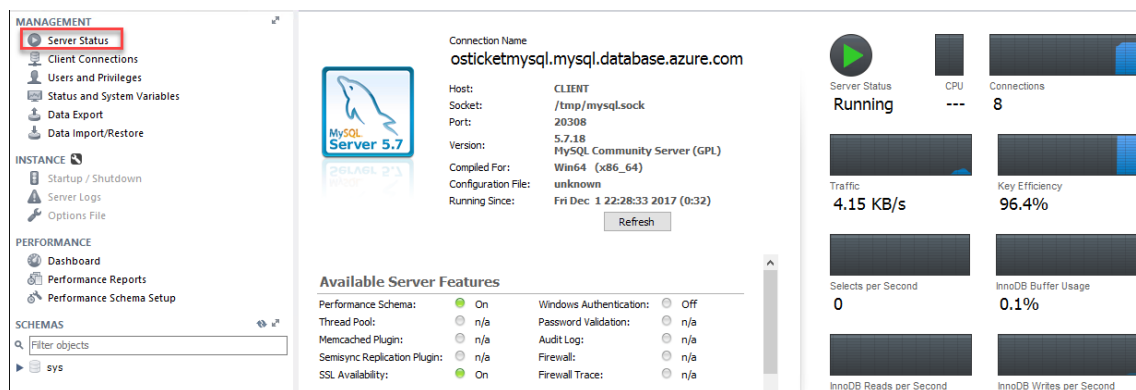 MANAGEMENT
Server Status
Client Connections
Users and Privileges
Status and System Variables
Data Export
Data Import/Restore
INSTANCE
Startup / Shutdown
Server Logs
Options File
PERFORMANCE
Dashboard
Performance Reports
Performance Schema Setup
SCHEMAS
Filter objects
sys
MySQL
Server 5.7
Connection Name
osticketmysql.mysql.database.azure.com
Host: CLIENT
Socket: /tmp/mysql.sock
Port: 20308
Version: 5.7.18
MySQL Community Server (GPL)
Compiled For: Win64 (x86_64)
Configuration File: unknown
Running Since: Fri Dec 1 22:28:33 2017 (0:32)
Refresh
Available Server Features
Performance Schema: On Windows Authentication: Off
Thread Pool: n/a Password Validation: n/a
Memcached Plugin: n/a Audit Log: n/a
Semisync Replication Plugin: n/a Firewall: n/a
SSL Availability: On Firewall Trace: n/a
Server Status CPU Connections
Running --- 8
Traffic Key Efficiency
4.15 KB/s 96.4%
Selects per Second InnoDB Buffer Usage
0 0.1%
InnoDB Reads per Second InnoDB Writes per Second